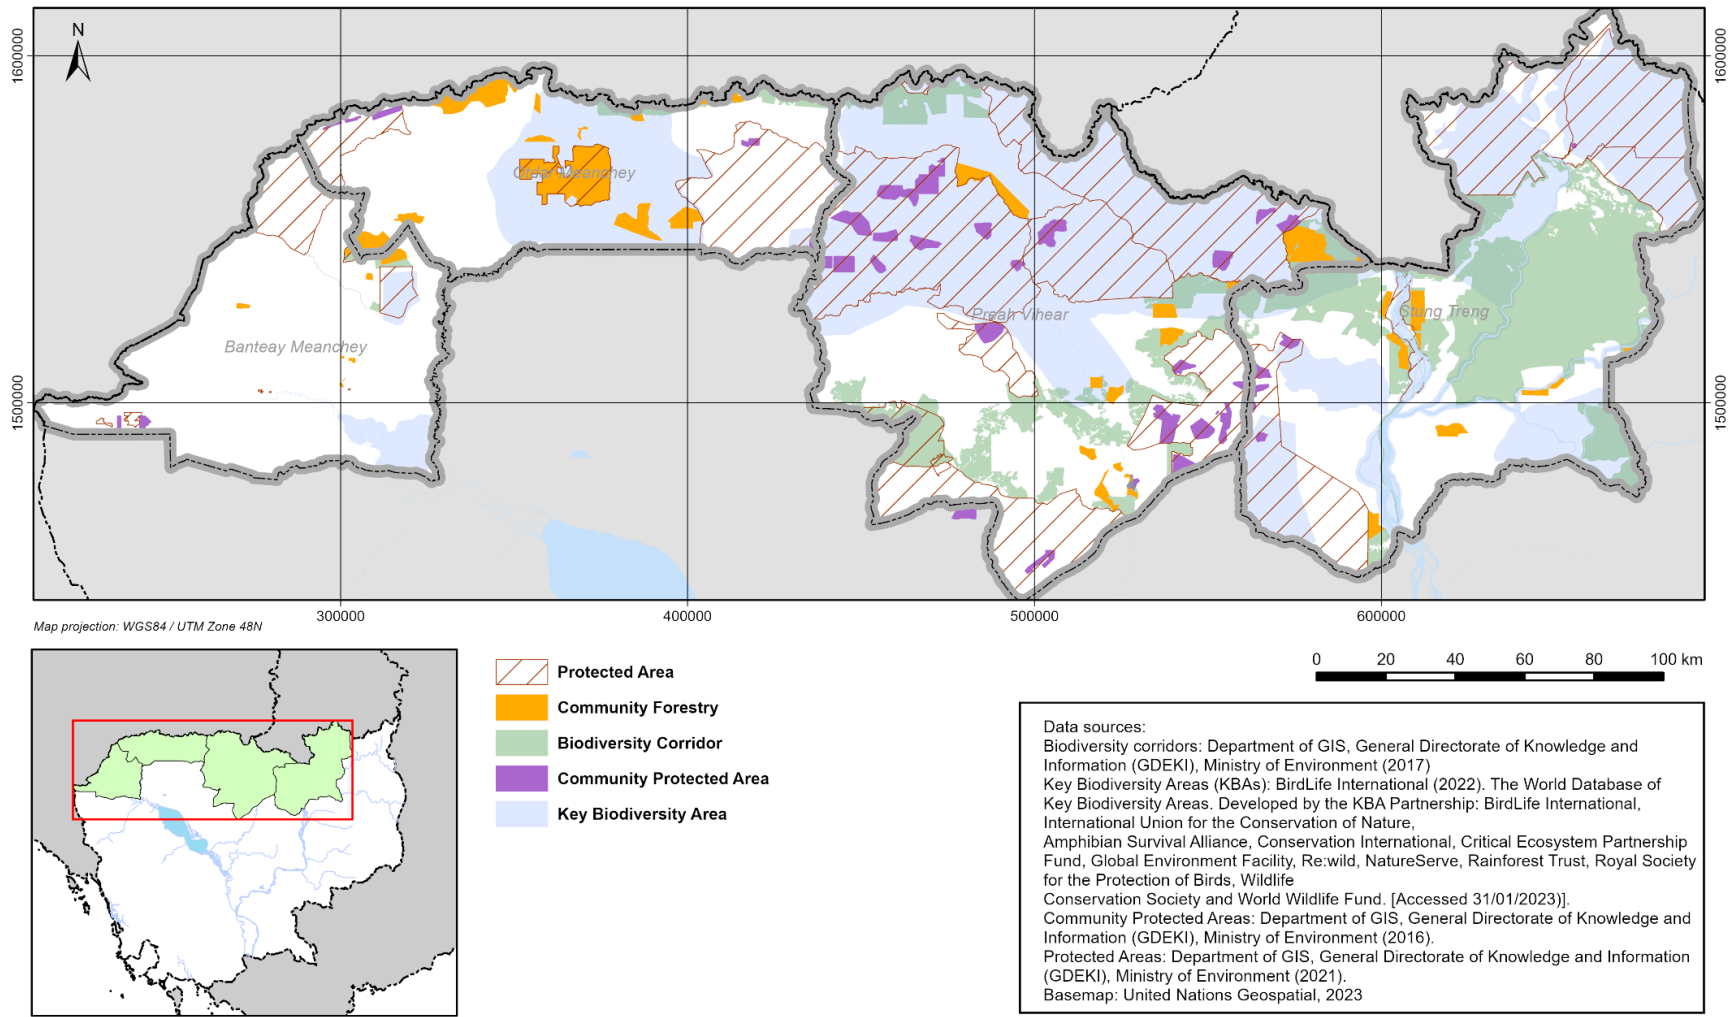 N
1600000
1600000
Otdar Meanchey
Preah Vihear
Stung Treng
Banteay Meanchey
1500000
1500000
300000
400000
500000
600000
Map projection: WGS84 / UTM Zone 48N
Protected Area
Community Forestry
Biodiversity Corridor
Community Protected Area
Key Biodiversity Area
0 20 40 60 80 100 km
Data sources:
Biodiversity corridors: Department of GIS, General Directorate of Knowledge and
Information (GDEKI), Ministry of Environment (2017)
Key Biodiversity Areas (KBAs): BirdLife International (2022). The World Database of
Key Biodiversity Areas. Developed by the KBA Partnership: BirdLife International,
International Union for the Conservation of Nature,
Amphibian Survival Alliance, Conservation International, Critical Ecosystem Partnership
Fund, Global Environment Facility, Re:wild, NatureServe, Rainforest Trust, Royal Society
for the Protection of Birds, Wildlife
Conservation Society and World Wildlife Fund. [Accessed 31/01/2023)].
Community Protected Areas: Department of GIS, General Directorate of Knowledge and
Information (GDEKI), Ministry of Environment (2016).
Protected Areas: Department of GIS, General Directorate of Knowledge and Information
(GDEKI), Ministry of Environment (2021).
Basemap: United Nations Geospatial, 2023